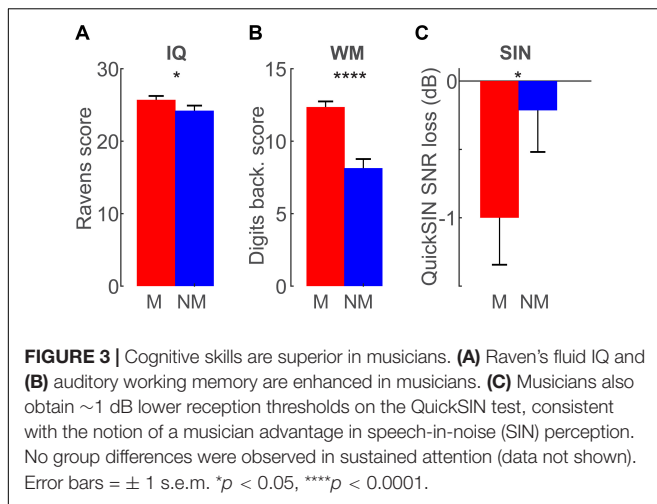 A
IQ
*
Ravens score
30
20
10
0
M NM
B
WM
****
Digits back. score
15
10
5
0
M NM
C
SIN
*
QuickSIN SNR loss (dB)
0
-1
M NM
FIGURE 3 | Cognitive skills are superior in musicians. (A) Raven's fluid IQ and
(B) auditory working memory are enhanced in musicians. (C) Musicians also
obtain ~1 dB lower reception thresholds on the QuickSIN test, consistent
with the notion of a musician advantage in speech-in-noise (SIN) perception.
No group differences were observed in sustained attention (data not shown).
Error bars = ± 1 s.e.m. *p < 0.05, ****p < 0.0001.